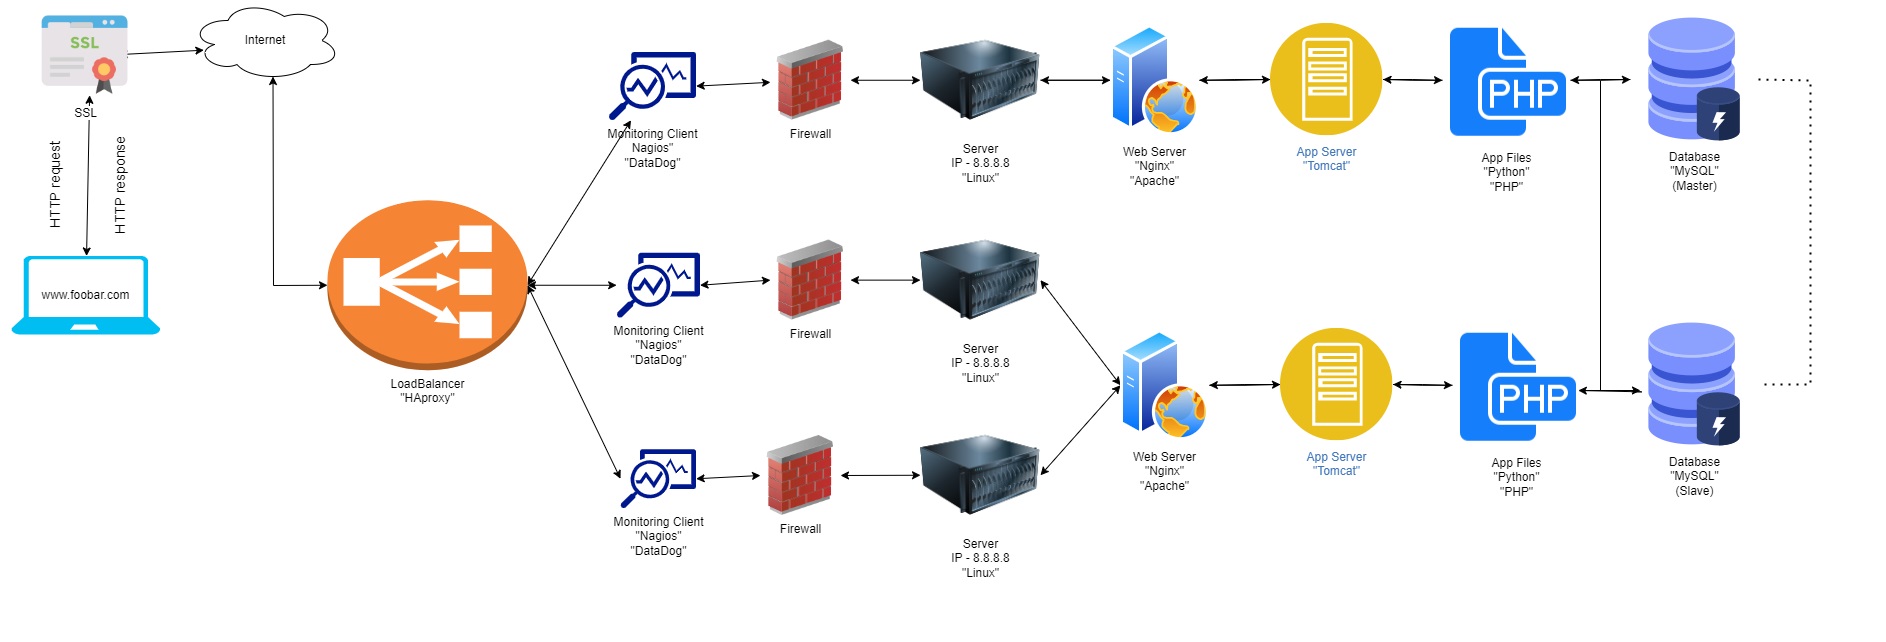 SSL
SSL
HTTP request
HTTP response
www.foobar.com
Internet
LoadBalancer
"HAproxy"
Monitoring Client
Nagios"
"DataDog"
Firewall
Server
IP - 8.8.8.8
"Linux"
Web Server
"Nginx"
"Apache"
App Server
"Tomcat"
PHP
App Files
"Python"
"PHP"
Database
"MySQL"
(Master)
Monitoring Client
"Nagios"
"DataDog"
Firewall
Server
IP - 8.8.8.8
"Linux"
Web Server
"Nginx"
"Apache"
App Server
"Tomcat"
PHP
App Files
"Python"
"PHP"
Database
"MySQL"
(Slave)
Monitoring Client
"Nagios"
"DataDog"
Firewall
Server
IP - 8.8.8.8
"Linux"